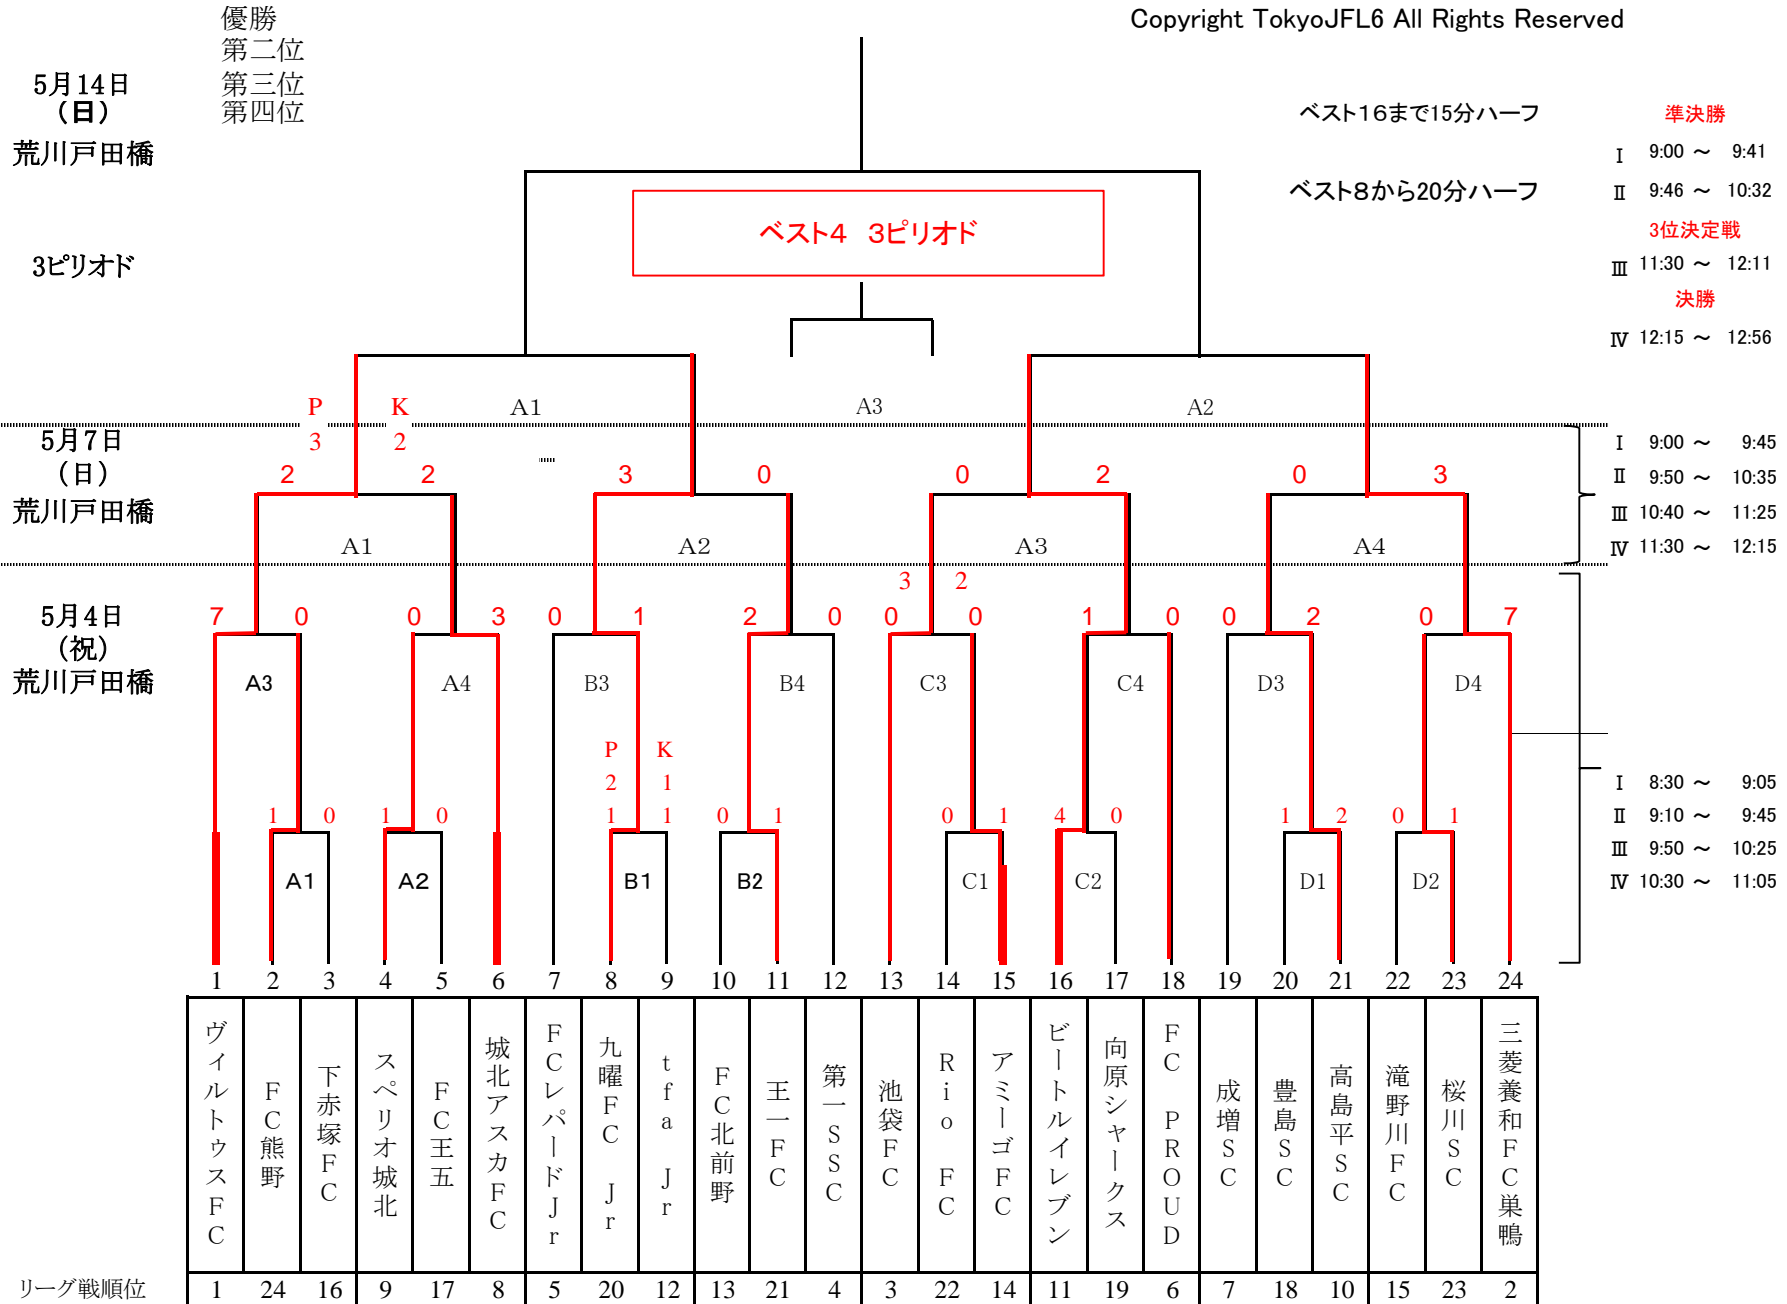 優勝
Copyright TokyoJFL6 All Rights Reserved
第二位
5月14日
第三位
(日)
第四位
ベスト16まで15分ハーフ
準決勝
荒川戸田橋
Ⅰ 9:00 ～ 9:41
ベスト8から20分ハーフ
Ⅱ 9:46 ～ 10:32
ベスト4 3ピリオド
3位決定戦
3ピリオド
Ⅲ 11:30 ～ 12:11
決勝
Ⅳ 12:15 ～ 12:56
P K A1 A3 A2
5月7日
3 2
Ⅰ 9:00 ～ 9:45
(日)
2 2 3 0 0 2 0 3
Ⅱ 9:50 ～ 10:35
荒川戸田橋
Ⅲ 10:40 ～ 11:25
A1 A2 A3 A4
Ⅳ 11:30 ～ 12:15
3 2
5月4日
7 0 0 3 0 1 2 0 0 0 1 0 0 2 0 7
(祝)
荒川戸田橋
A3 A4 B3 B4 C3 C4 D3 D4
P K
2 1
Ⅰ 8:30 ～ 9:05
1 0 1 0 1 1 0 1 0 1 4 0 1 2 0 1
Ⅱ 9:10 ～ 9:45
Ⅲ 9:50 ～ 10:25
A1 A2 B1 B2 C1 C2 D1 D2
Ⅳ 10:30 ～ 11:05
1 2 3 4 5 6 7 8 9 10 11 12 13 14 15 16 17 18 19 20 21 22 23 24
ヴィルトゥスFC
FC熊野
下赤塚FC
スペリオ城北
FC王五
城北アスカFC
FCレパードJr
九曜FC Jr
tfa Jr
FC北前野
王一FC
第一SSC
池袋FC
Rio FC
アミーゴFC
ビートルイレブン
向原シャークス
FC PROUD
成増SC
豊島SC
高島平SC
滝野川FC
桜川SC
三菱養和FC巣鴨
リーグ戦順位 1 24 16 9 17 8 5 20 12 13 21 4 3 22 14 11 19 6 7 18 10 15 23 2